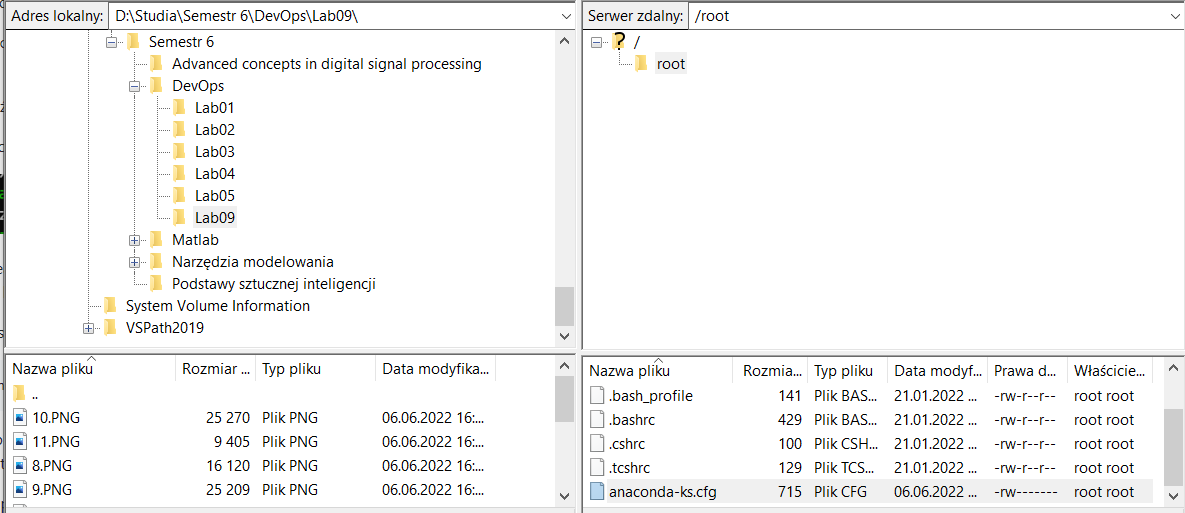 Adres lokalny: D:\Studia\Semestr 6\DevOps\Lab09\
Semestr 6
Advanced concepts in digital signal processing
DevOps
Lab01
Lab02
Lab03
Lab04
Lab05
Lab09
Matlab
Narzędzia modelowania
Podstawy sztucznej inteligencji
System Volume Information
VSPath2019
Nazwa pliku Rozmiar ... Typ pliku Data modyfika...
..
10.PNG 25 270 Plik PNG 06.06.2022 16:...
11.PNG 9 405 Plik PNG 06.06.2022 16:...
8.PNG 16 120 Plik PNG 06.06.2022 16:...
9.PNG 25 209 Plik PNG 06.06.2022 16:...
Serwer zdalny: /root
? /
root
Nazwa pliku Rozmia... Typ pliku Data modyf... Prawa d... Właścicie...
.bash_profile 141 Plik BAS... 21.01.2022 ... -rw-r--r-- root root
.bashrc 429 Plik BAS... 21.01.2022 ... -rw-r--r-- root root
.cshrc 100 Plik CSH... 21.01.2022 ... -rw-r--r-- root root
.tcshrc 129 Plik TCS... 21.01.2022 ... -rw-r--r-- root root
anaconda-ks.cfg 715 Plik CFG 06.06.2022 ... -rw------- root root